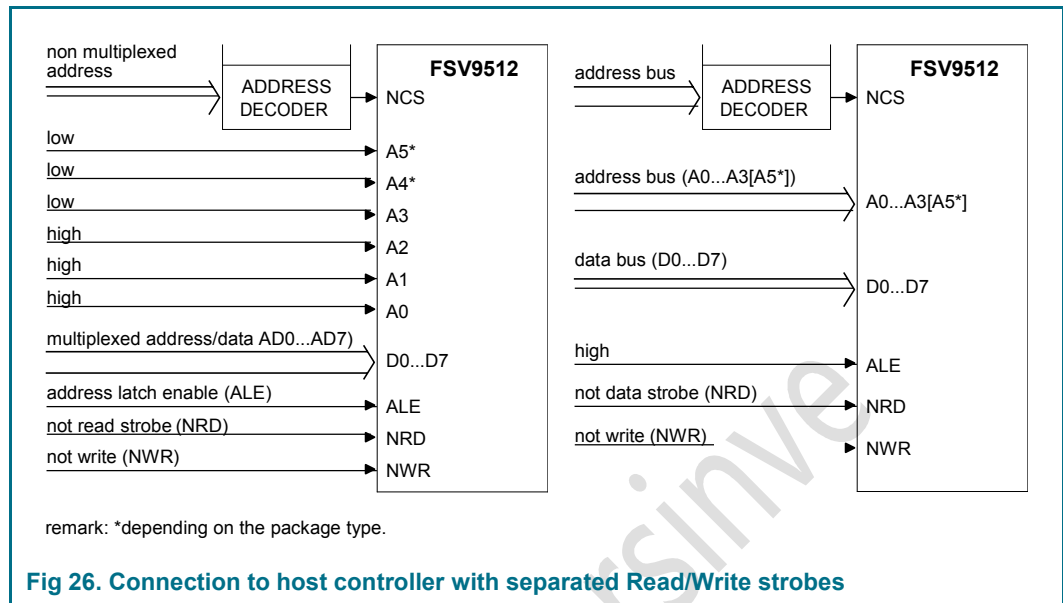 non multiplexed
address
ADDRESS
DECODER
FSV9512
NCS
low
A5*
low
A4*
low
A3
high
A2
high
A1
high
A0
multiplexed address/data AD0...AD7)
D0...D7
address latch enable (ALE)
ALE
not read strobe (NRD)
NRD
not write (NWR)
NWR
address bus
ADDRESS
DECODER
FSV9512
NCS
address bus (A0...A3[A5*])
A0...A3[A5*]
data bus (D0...D7)
D0...D7
high
ALE
not data strobe (NRD)
NRD
not write (NWR)
NWR
remark: *depending on the package type.
Fig 26. Connection to host controller with separated Read/Write strobes
rsinve